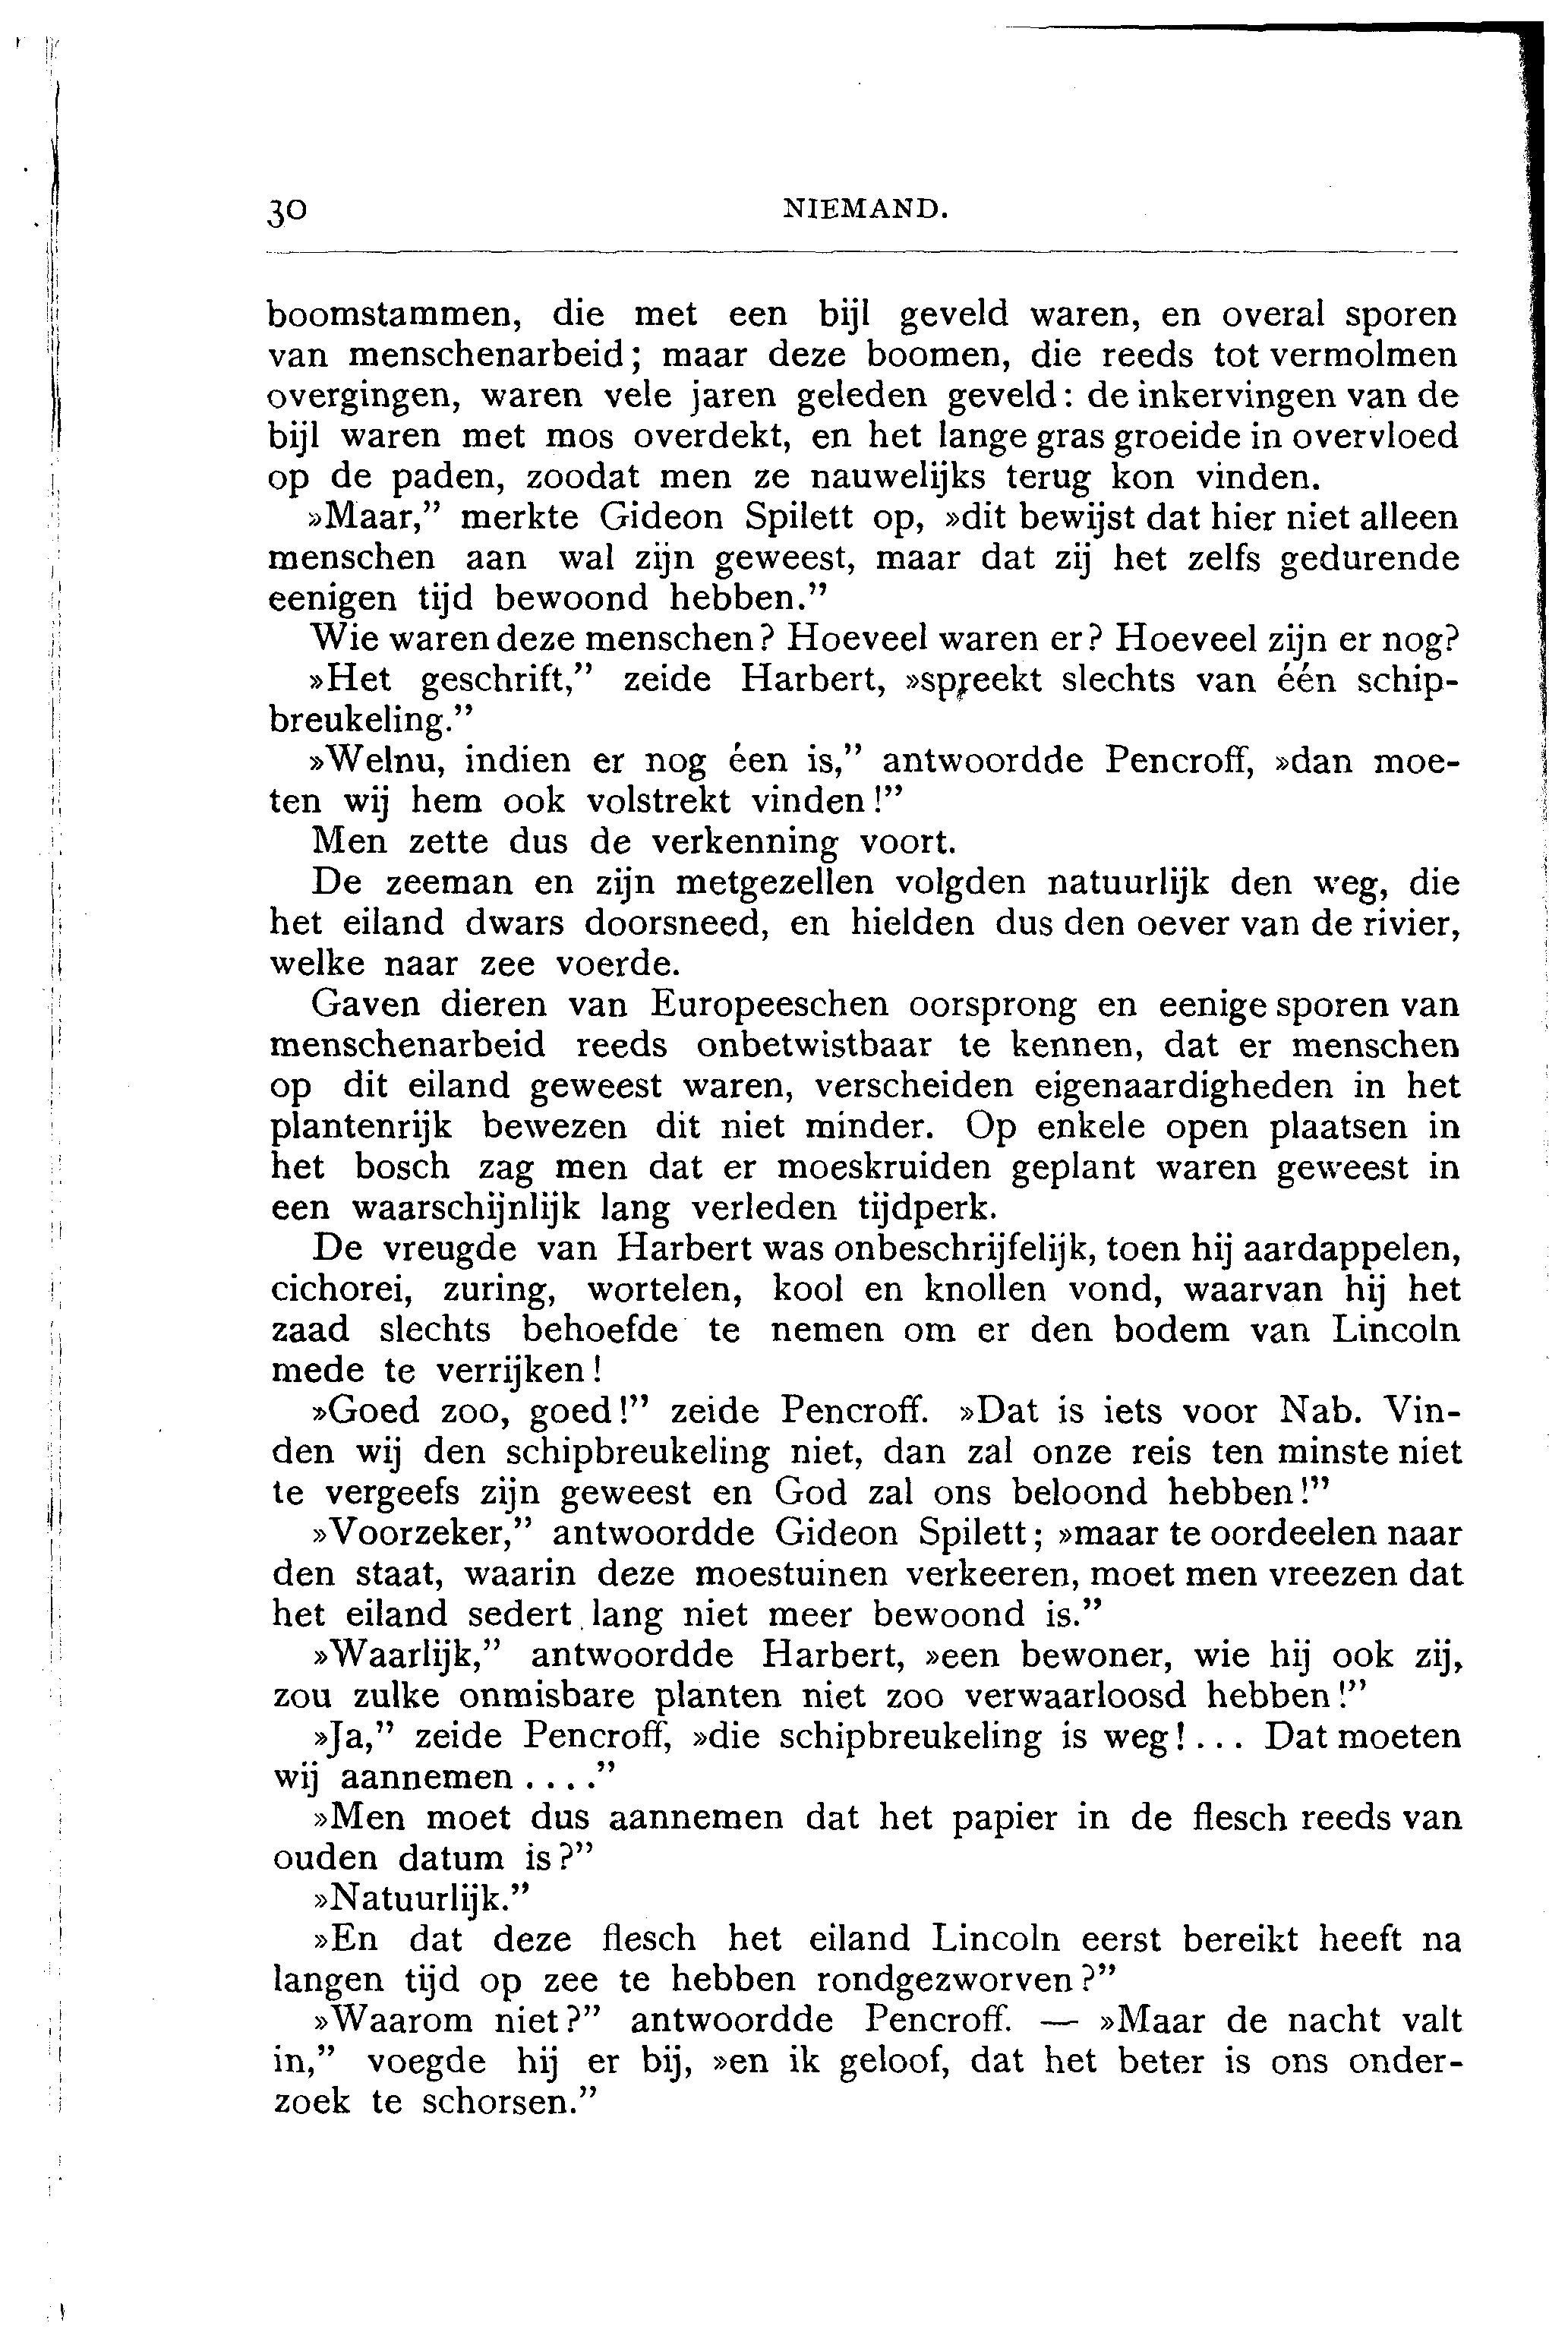 30
NIEMAND.
boomstammen, die met een bijl geveld waren, en overal sporen
van menschenarbeid; maar deze boomen, die reeds tot vermolmen
overgingen, waren vele jaren geleden geveld: de inkervingen van de
bijl waren met mos overdekt, en het lange gras groeide in overvloed
op de paden, zoodat men ze nauwelijks terug kon vinden.
»Maar,” merkte Gideon Spilett op, »dit bewijst dat hier niet alleen
menschen aan wal zijn geweest, maar dat zij het zelfs gedurende
eenigen tijd bewoond hebben.”
Wie waren deze menschen? Hoeveel waren er? Hoeveel zijn er nog?
»Het geschrift,” zeide Harbert, »spreekt slechts van één schip-
breukeling.”
»Welnu, indien er nog éen is,” antwoordde Pencroff, »dan moe-
ten wij hem ook volstrekt vinden!”
Men zette dus de verkenning voort.
De zeeman en zijn metgezellen volgden natuurlijk den weg, die
het eiland dwars doorsneed, en hielden dus den oever van de rivier,
welke naar zee voerde.
Gaven dieren van Europeeschen oorsprong en eenige sporen van
menschenarbeid reeds onbetwistbaar te kennen, dat er menschen
op dit eiland geweest waren, verscheiden eigenaardigheden in het
plantenrijk bewezen dit niet minder. Op enkele open plaatsen in
het bosch zag men dat er moeskruiden geplant waren geweest in
een waarschijnlijk lang verleden tijdperk.
De vreugde van Harbert was onbeschrijfelijk, toen hij aardappelen,
cichorei, zuring, wortelen, kool en knollen vond, waarvan hij het
zaad slechts behoefde te nemen om er den bodem van Lincoln
mede te verrijken!
»Goed zoo, goed!” zeide Pencroff. »Dat is iets voor Nab. Vin-
den wij den schipbreukeling niet, dan zal onze reis ten minste niet
te vergeefs zijn geweest en God zal ons beloond hebben!”
»Voorzeker,” antwoordde Gideon Spilett; »maar te oordeelen naar
den staat, waarin deze moestuinen verkeeren, moet men vreezen dat
het eiland sedert lang niet meer bewoond is.”
»Waarlijk,” antwoordde Harbert, »een bewoner, wie hij ook zij,
zou zulke onmisbare planten niet zoo verwaarloosd hebben!”
»Ja,” zeide Pencroff, »die schipbreukeling is weg!... Dat moeten
wij aannemen ....”
»Men moet dus aannemen dat het papier in de flesch reeds van
ouden datum is?”
»Natuurlijk.”
»En dat deze flesch het eiland Lincoln eerst bereikt heeft na
langen tijd op zee te hebben rondgezworven?”
»Waarom niet?” antwoordde Pencroff. — »Maar de nacht valt
in,” voegde hij er bij, »en ik geloof, dat het beter is ons onder-
zoek te schorsen.”